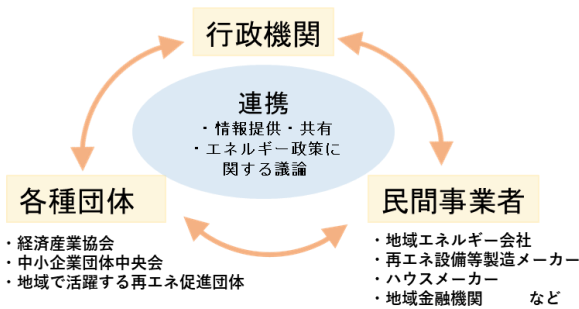 行政機関
連携
・情報提供・共有
・エネルギー政策に
関する議論
各種団体
・経済産業協会
・中小企業団体中央会
・地域で活躍する再エネ促進団体
民間事業者
・地域エネルギー会社
・再エネ設備等製造メーカー
・ハウスメーカー
・地域金融機関　　　など